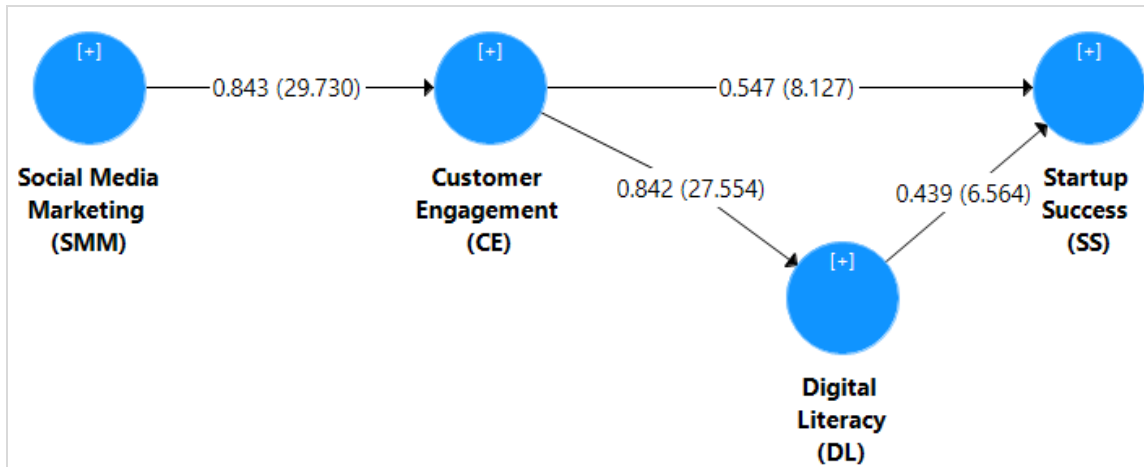 [+]
[+]
[+]
0.843 (29.730)
0.547 (8.127)
Social Media
Marketing
(SMM)
Customer
Engagement
(CE)
Startup
Success
(SS)
0.842 (27.554)
0.439 (6.564)
[+]
Digital
Literacy
(DL)